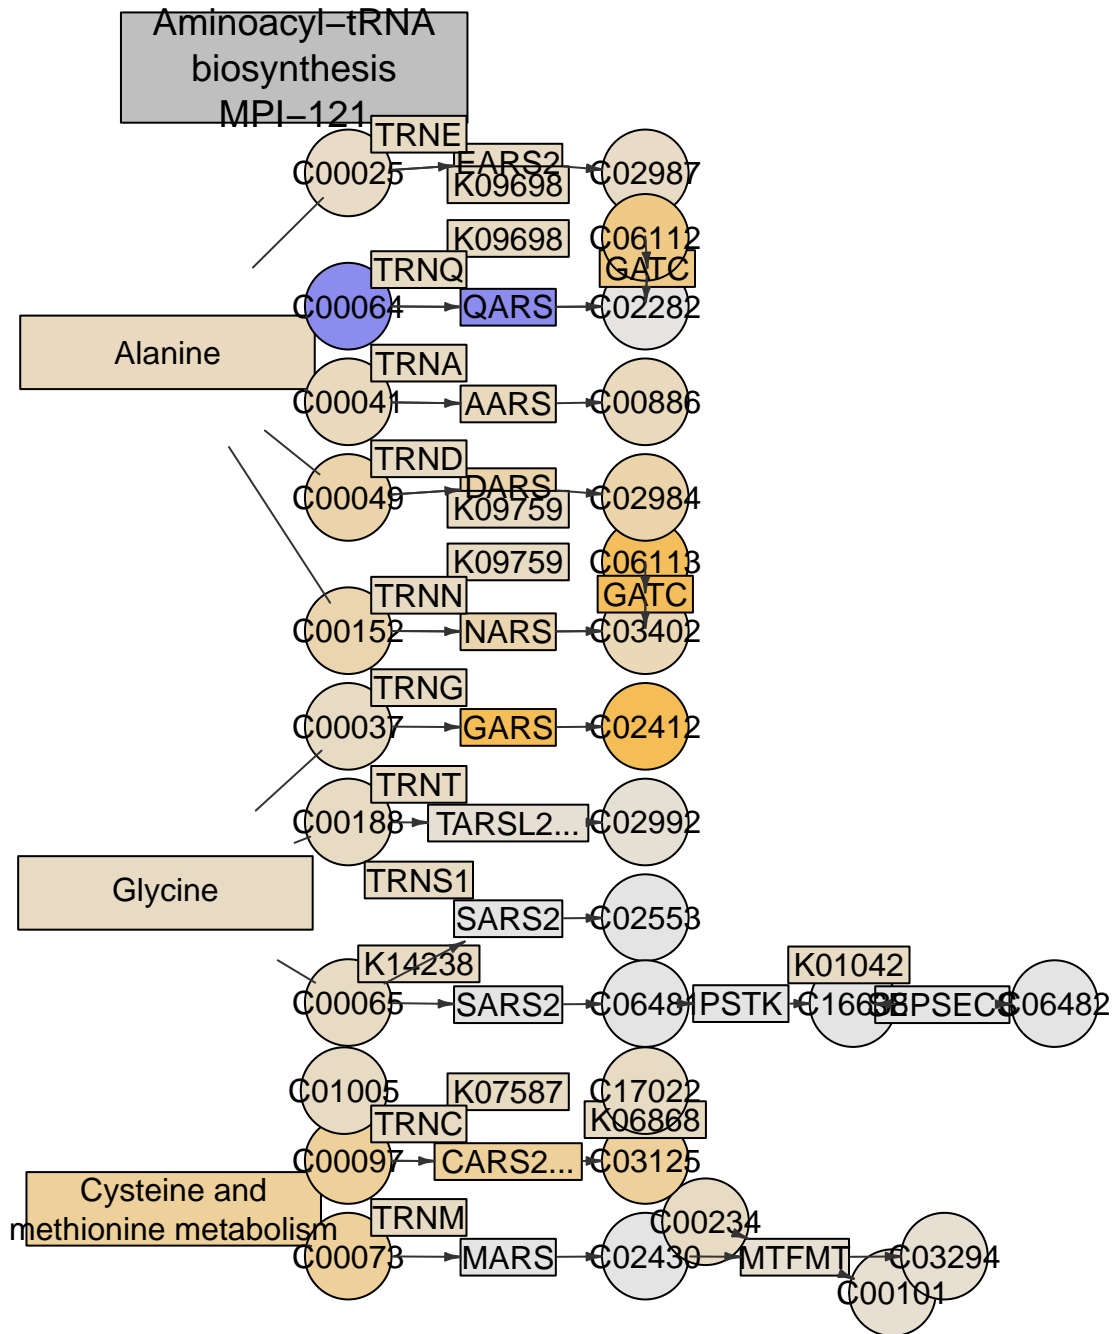 Aminoacyl–tRNA
biosynthesis
MPI–121
TRNE
C00025
EARS2
C02987
K09698
K09698
C06112
TRNQ
GATC
C00064
QARS
C02282
Alanine
TRNA
C00041
AARS
C00886
TRND
C00049
DARS
C02984
K09759
K09759
C06113
TRNN
GATC
C00152
NARS
C03402
TRNG
C00037
GARS
C02412
TRNT
C00188
TARSL2...
C02992
Glycine
TRNS1
SARS2
C02553
K14238
K01042
C00065
SARS2
C06481
PSTK
SEPSECS
C06482
C01005
K07587
C17022
TRNC
K06868
C00097
CARS2...
C03125
Cysteine and
methionine metabolism
TRNM
C00234
C00073
MARS
C02430
MTFMT
C03294
C00101